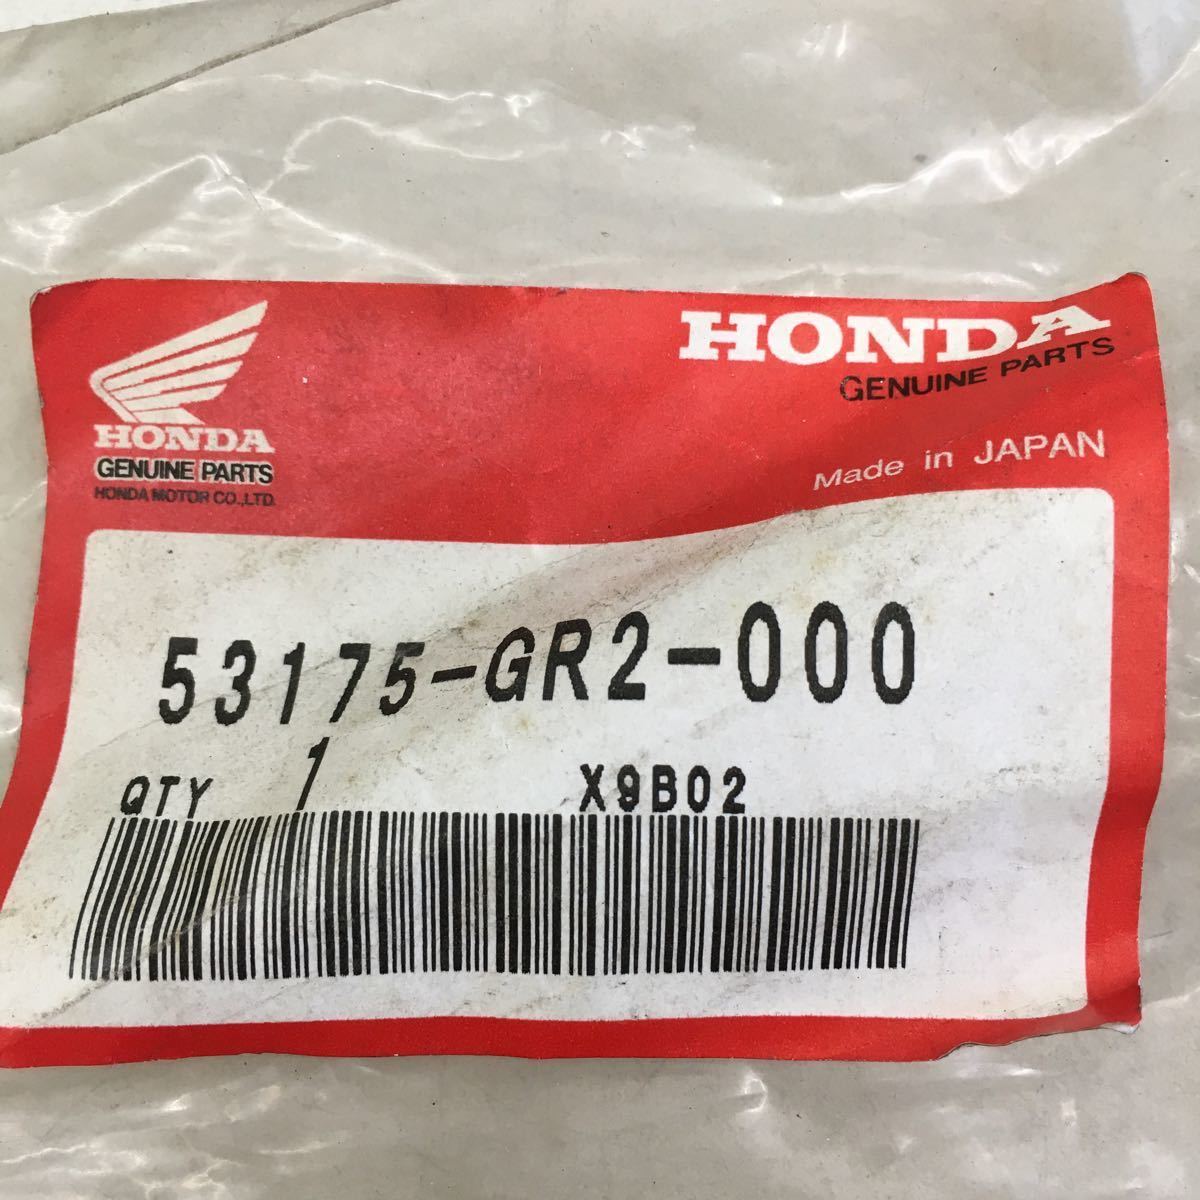 HONDA
GENUINE PARTS
HONDA MOTOR CO.,LTD.
HONDA
GENUINE PARTS
Made in JAPAN
53175-GR2-000
QTY 1 X9B02